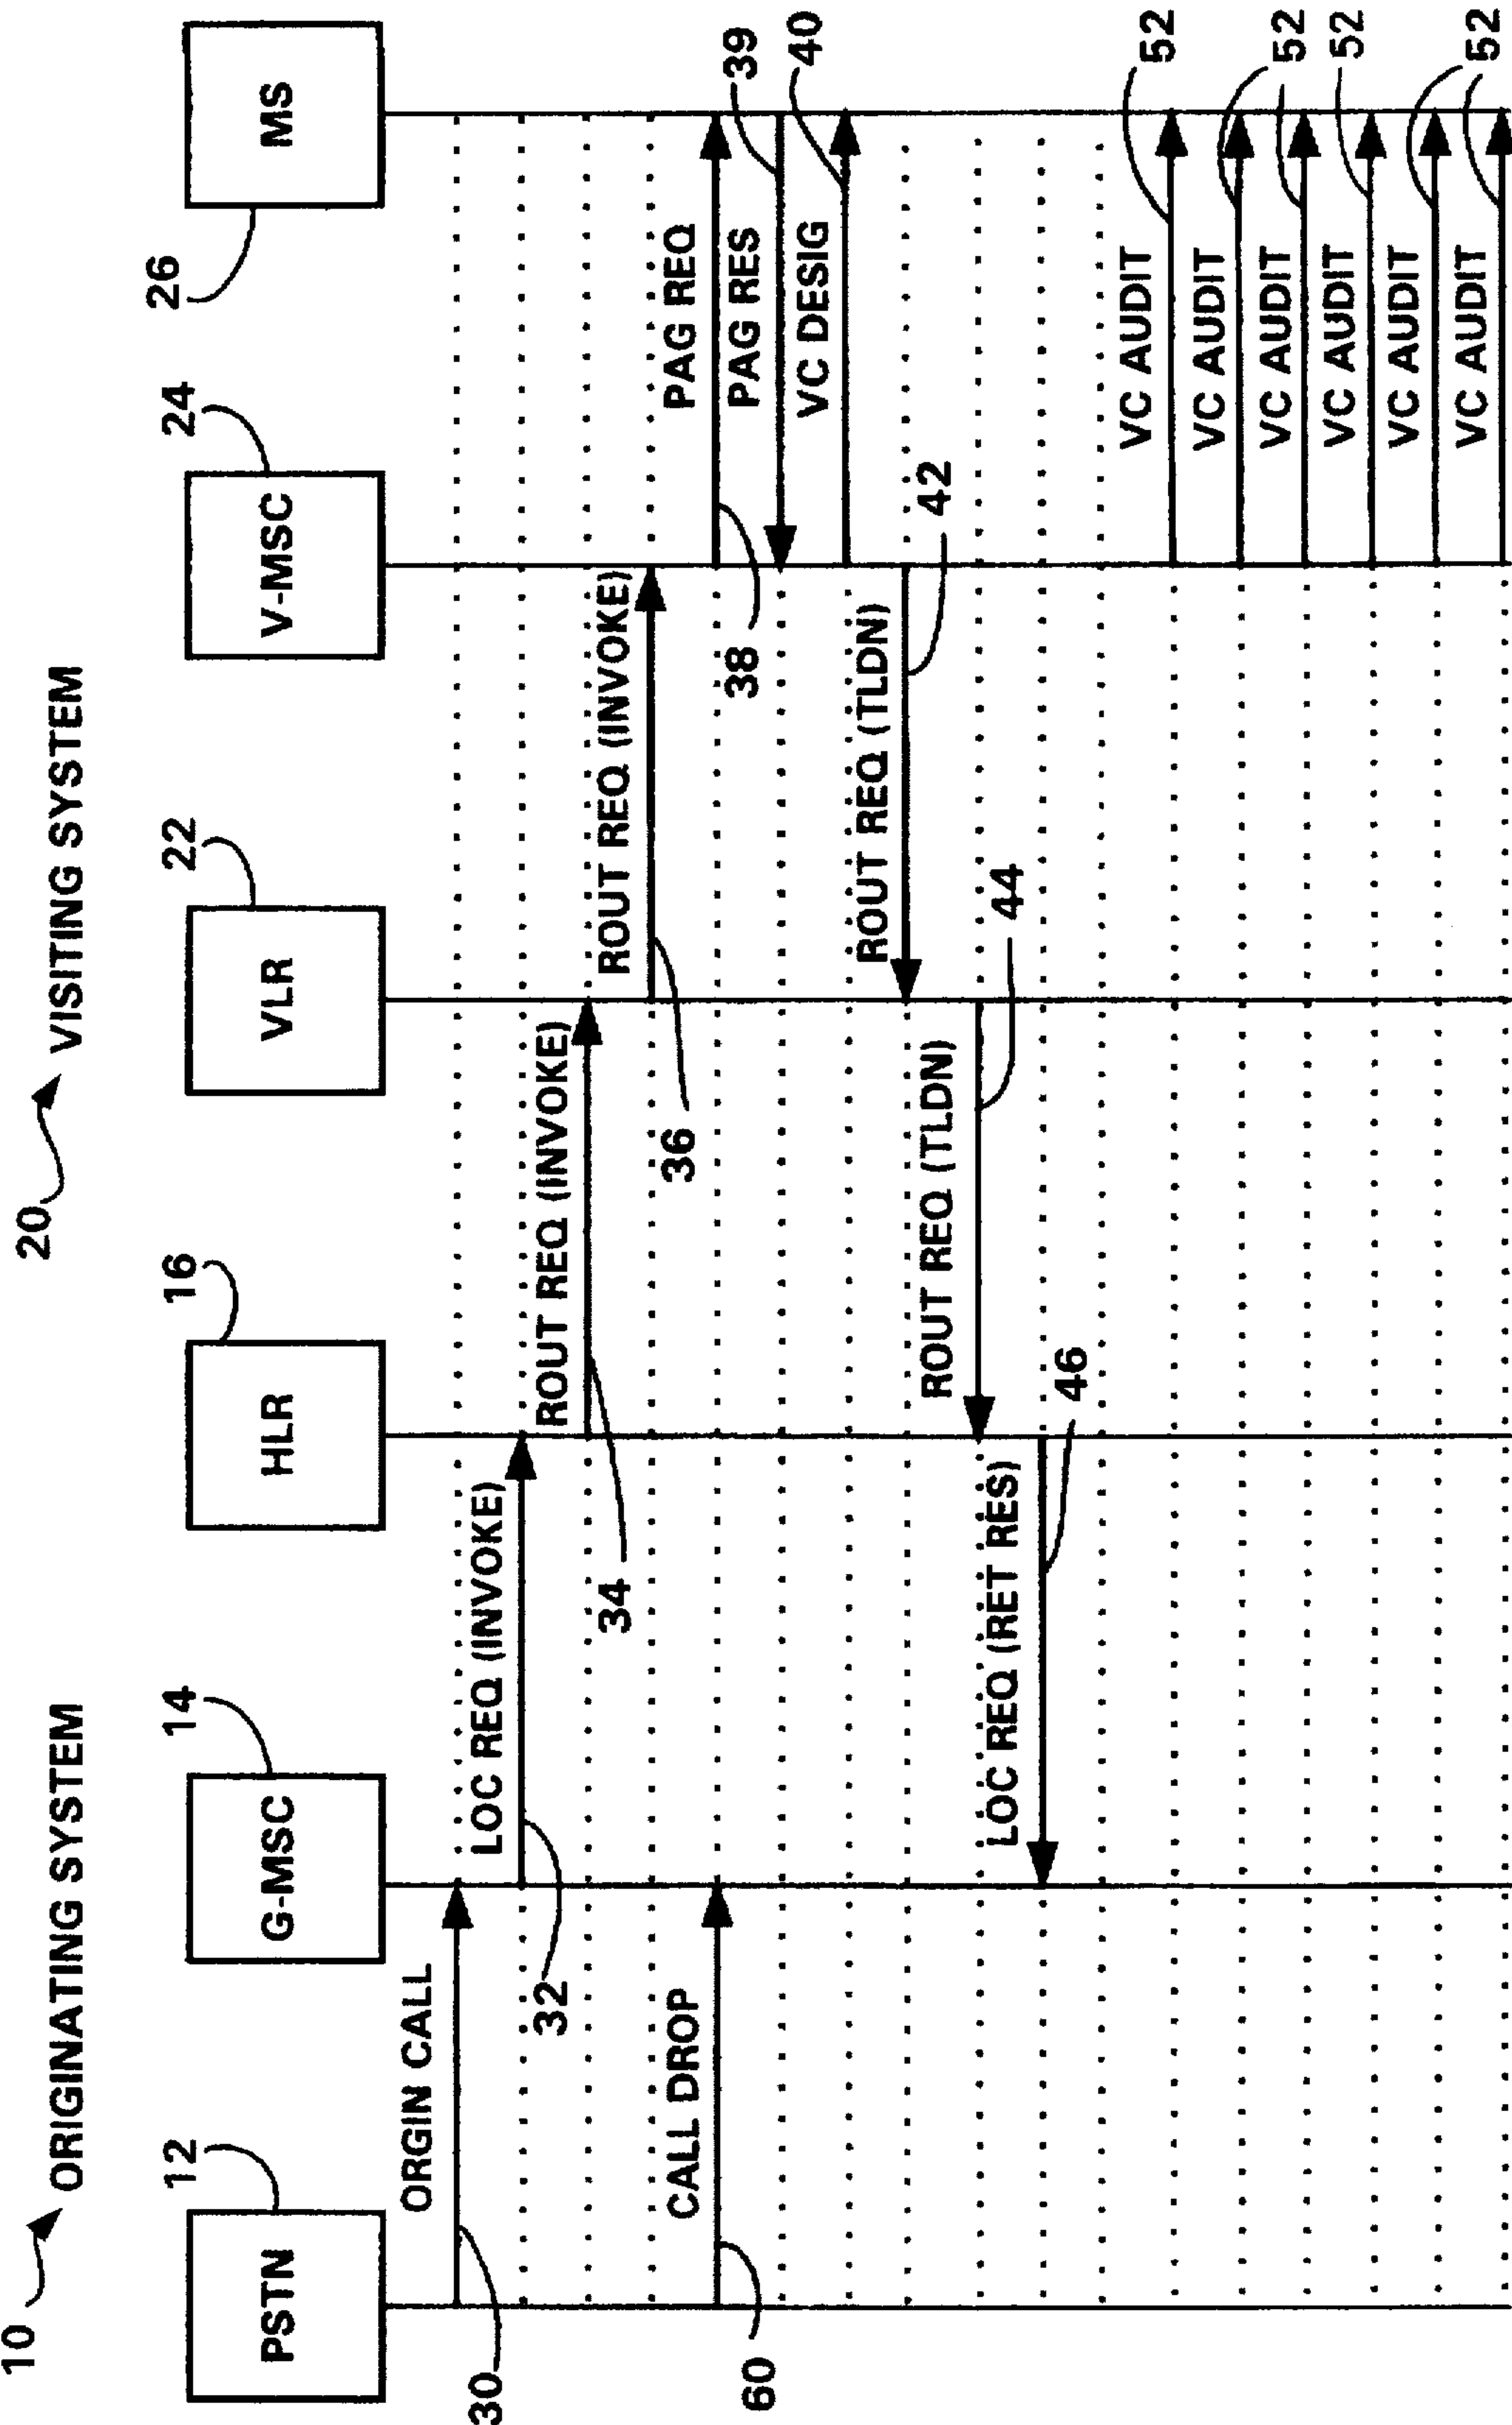 10 ORIGINATING SYSTEM
20 VISITING SYSTEM
12
14
16
22
24
26
PSTN
G-MSC
HLR
VLR
V-MSC
MS
ORGIN CALL
30
LOC REQ (INVOKE)
32
ROUT REQ (INVOKE)
34
ROUT REQ (INVOKE)
36
CALL DROP
60
PAG REQ
38
PAG RES
39
VC DESIG
40
ROUT REQ (TLDN)
42
ROUT REQ (TLDN)
44
LOC REQ (RET RES)
46
VC AUDIT
52
VC AUDIT
52
VC AUDIT
VC AUDIT
52
VC AUDIT
52
VC AUDIT